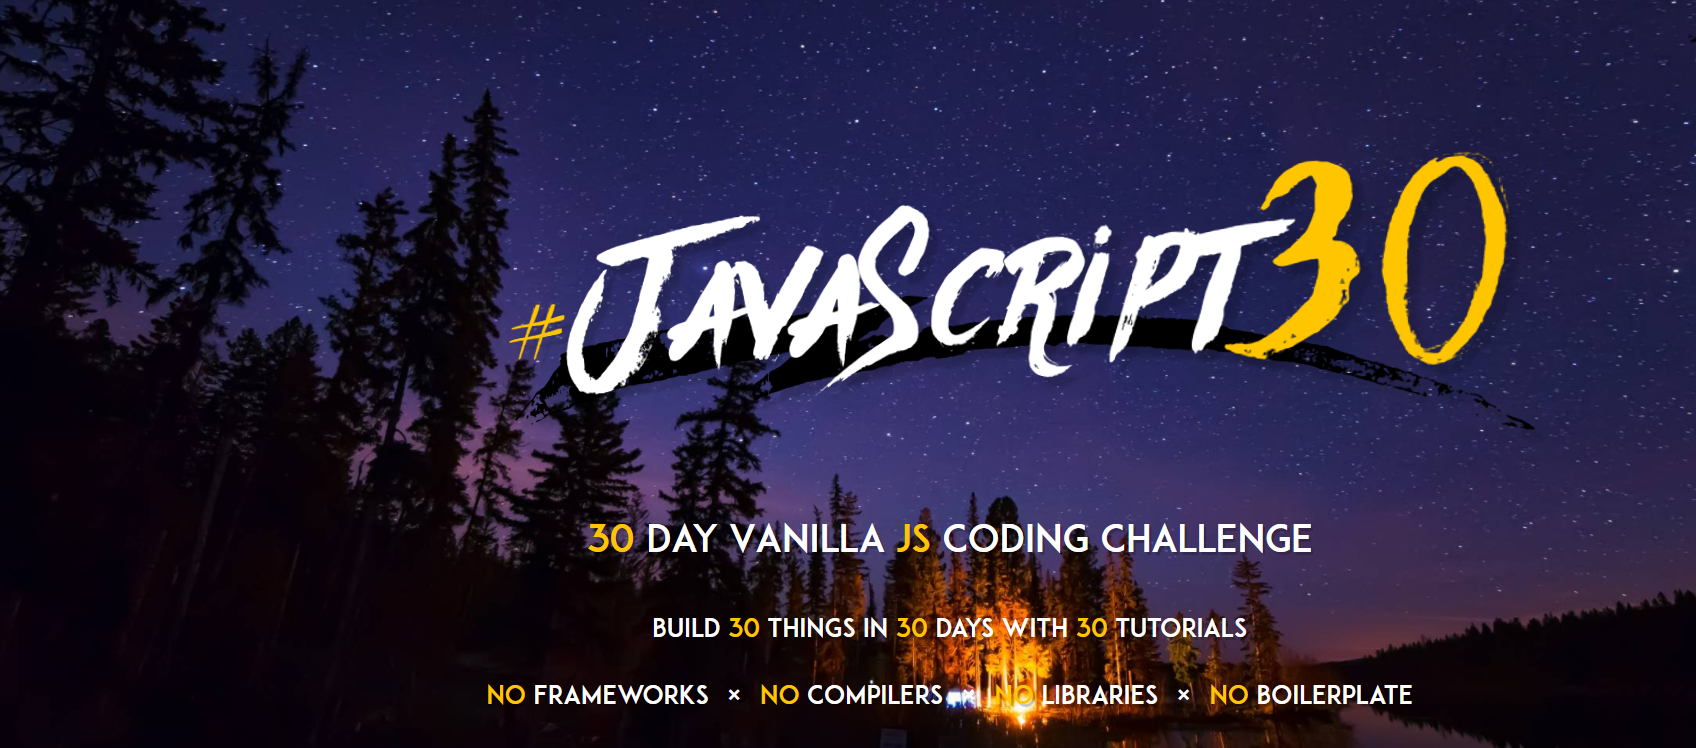 #JAVASCRiPT30
30 DAY VANILLA JS CODING CHALLENGE
BUILD 30 THINGS IN 30 DAYS WITH 30 TUTORIALS
NO FRAMEWORKS × NO COMPILERS × NO LIBRARIES × NO BOILERPLATE